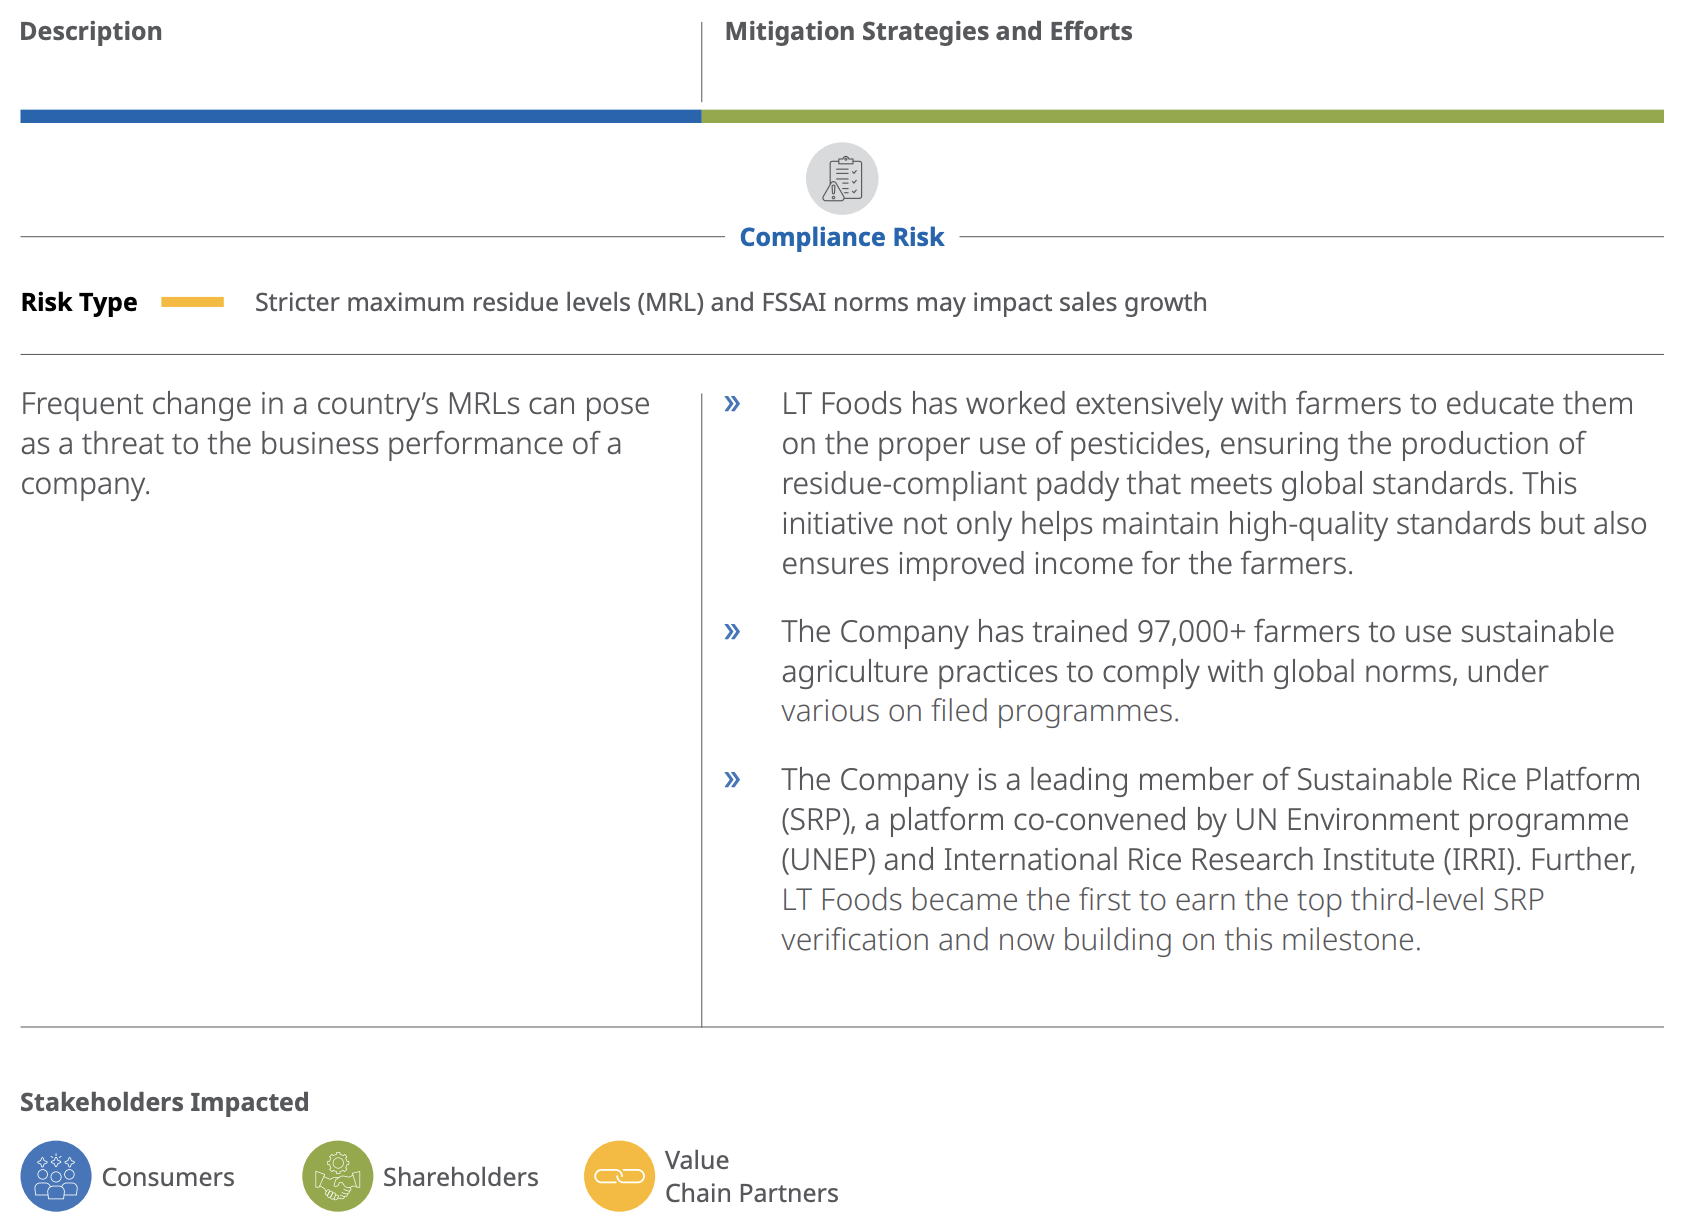 Description
Mitigation Strategies and Efforts
Compliance Risk
Risk Type
Stricter maximum residue levels (MRL) and FSSAI norms may impact sales growth
Frequent change in a country’s MRLs can pose
as a threat to the business performance of a
company.
» LT Foods has worked extensively with farmers to educate them
on the proper use of pesticides, ensuring the production of
residue-compliant paddy that meets global standards. This
initiative not only helps maintain high-quality standards but also
ensures improved income for the farmers.
» The Company has trained 97,000+ farmers to use sustainable
agriculture practices to comply with global norms, under
various on filed programmes.
» The Company is a leading member of Sustainable Rice Platform
(SRP), a platform co-convened by UN Environment programme
(UNEP) and International Rice Research Institute (IRRI). Further,
LT Foods became the first to earn the top third-level SRP
verification and now building on this milestone.
Stakeholders Impacted
Consumers
Shareholders
Value
Chain Partners